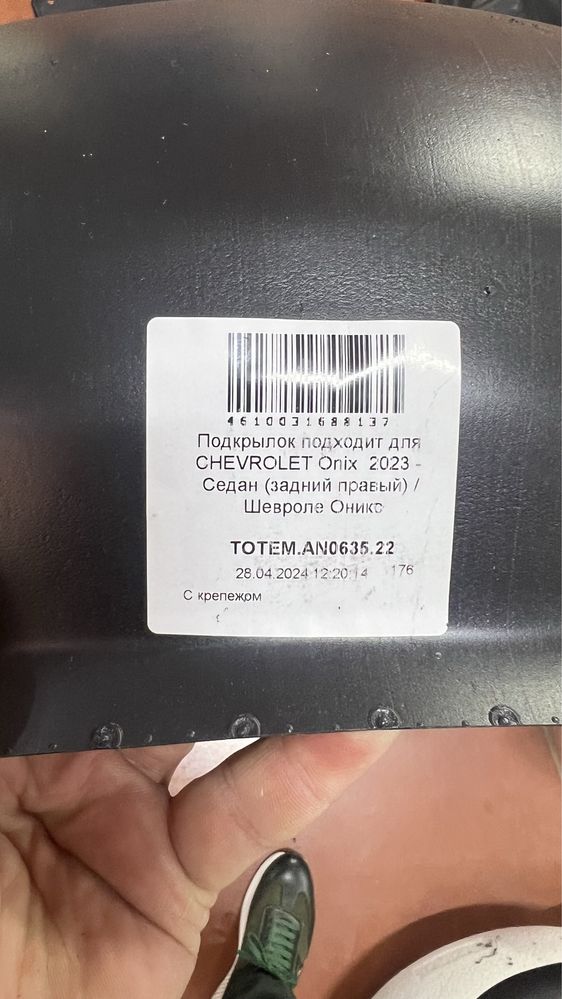 4610031688137
Подкрылок подходит для
CHEVROLET Onix 2023 -
Седан (задний правый) /
Шевроле Оникс
TOTEM.AN0635.22
28.04.2024 12:20:14 176
С крепежом